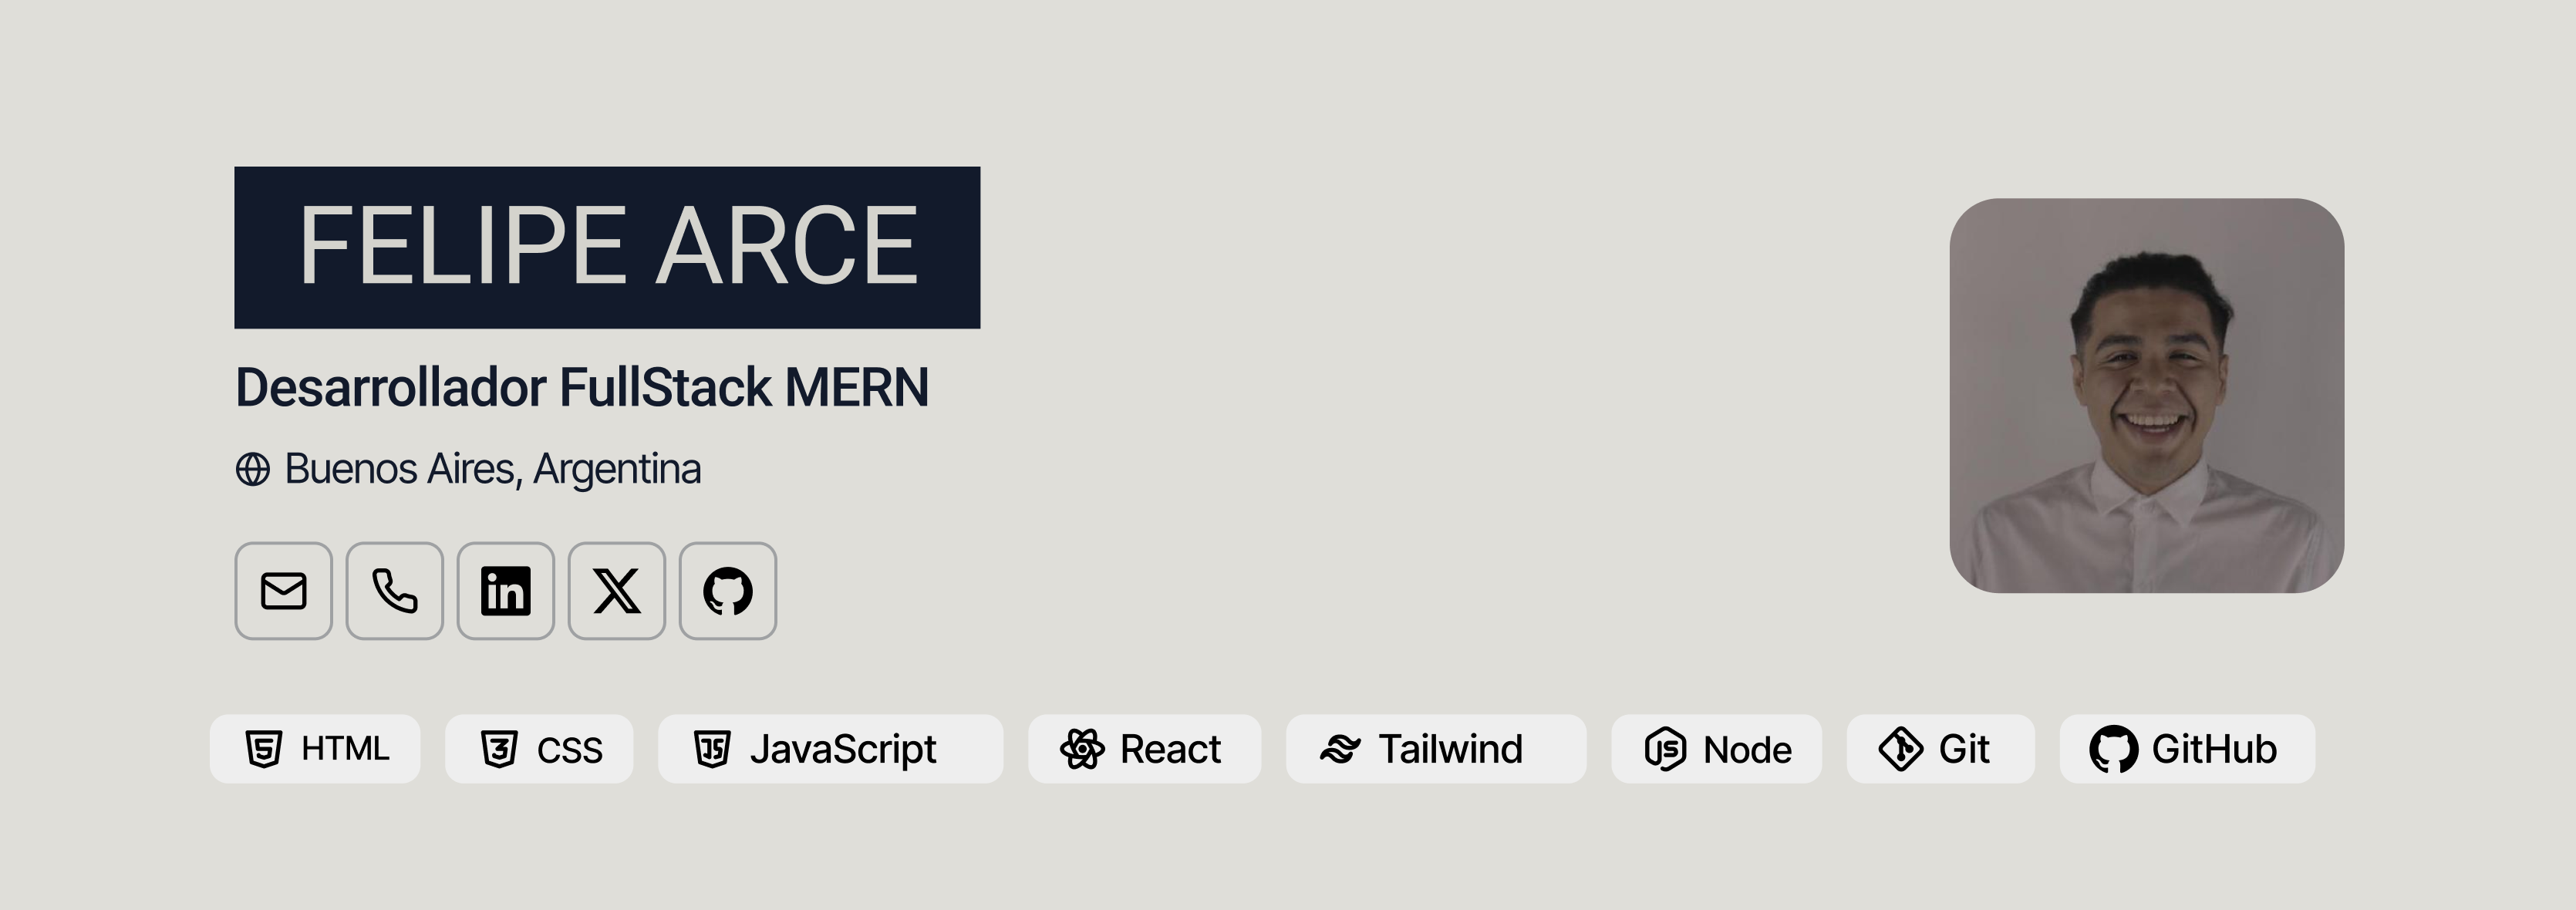 FELIPE ARCE
Desarrollador FullStack MERN
Buenos Aires, Argentina
HTML CSS JavaScript React Tailwind Node Git GitHub